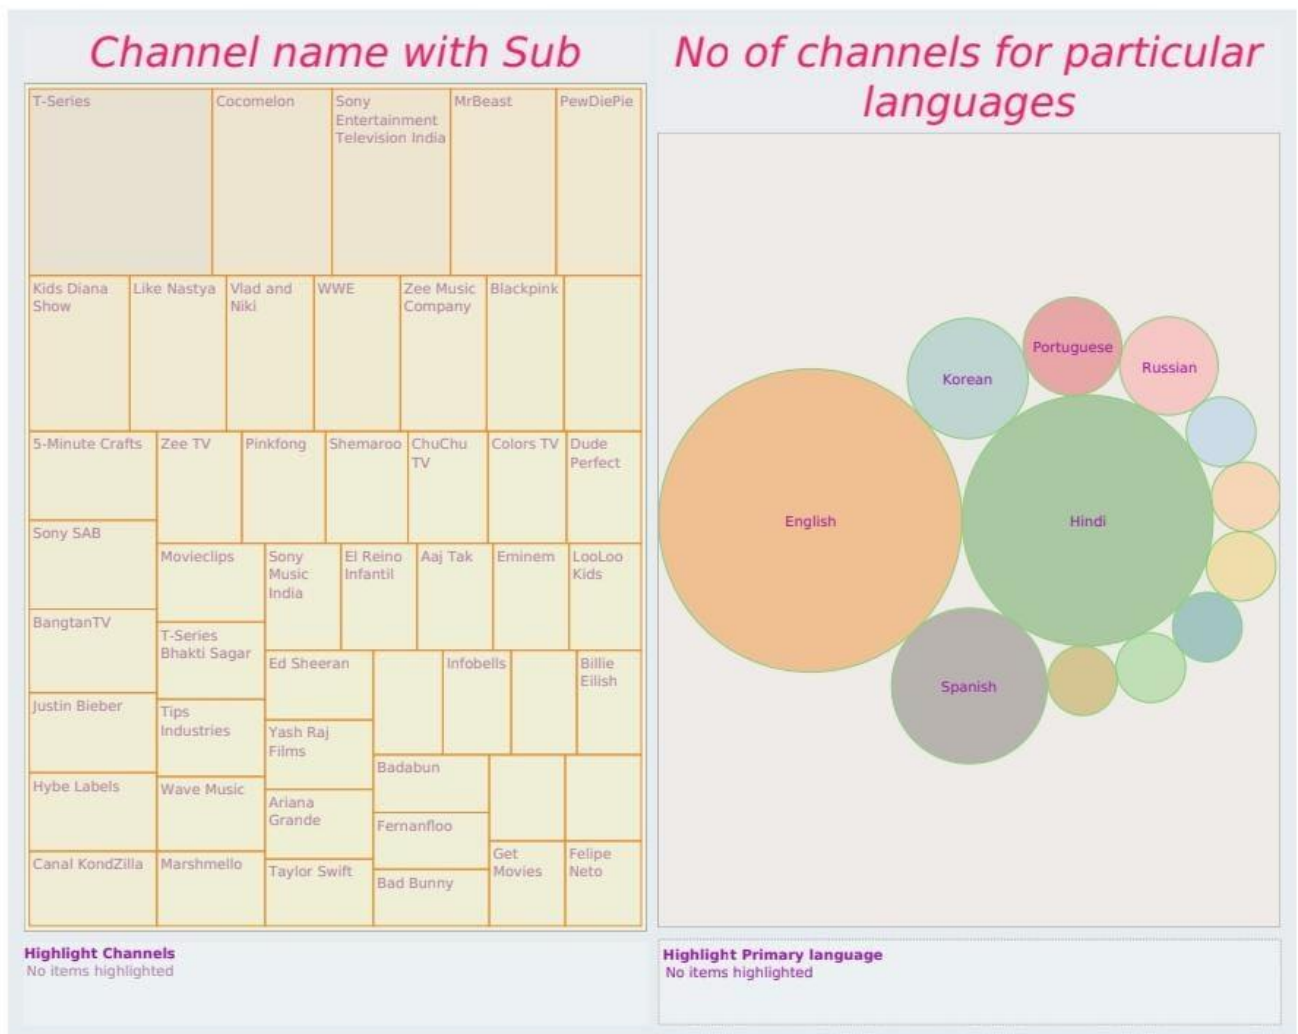 Channel name with Sub
No of channels for particular
languages
T-Series
Cocomelon
Sony
Entertainment
Television India
MrBeast
PewDiePie
Kids Diana
Show
Like Nastya
Vlad and
Niki
WWE
Zee Music
Company
Blackpink
5-Minute Crafts
Zee TV
Pinkfong
Shemaroo
ChuChu
TV
Colors TV
Dude
Perfect
Sony SAB
Movieclips
Sony
Music
India
El Reino
Infantil
Aaj Tak
Eminem
LooLoo
Kids
BangtanTV
T-Series
Bhakti Sagar
Ed Sheeran
Infobells
Billie
Eilish
Justin Bieber
Tips
Industries
Yash Raj
Films
Badabun
Hybe Labels
Wave Music
Ariana
Grande
Fernanfloo
Get
Movies
Felipe
Neto
Canal KondZilla
Marshmello
Taylor Swift
Bad Bunny
Korean
Portuguese
Russian
English
Hindi
Spanish
Highlight Channels
No items highlighted
Highlight Primary language
No items highlighted